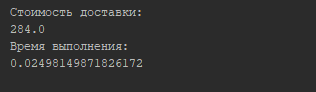 Стоимость доставки:
284.0
Время выполнения:
0.02498149871826172